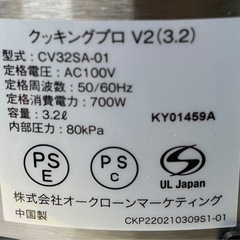 クッキングプロ V2(3.2)
型式：CV32SA-01
定格電圧：AC100V
定格周波数：50/60Hz
定格消費電力：700W
容量：3.2ℓ KY01459A
内部圧力：80kPa
PS
E
PS
C
UL Japan
株式会社オークローンマーケティング
中国製 CKP220210309S1-01